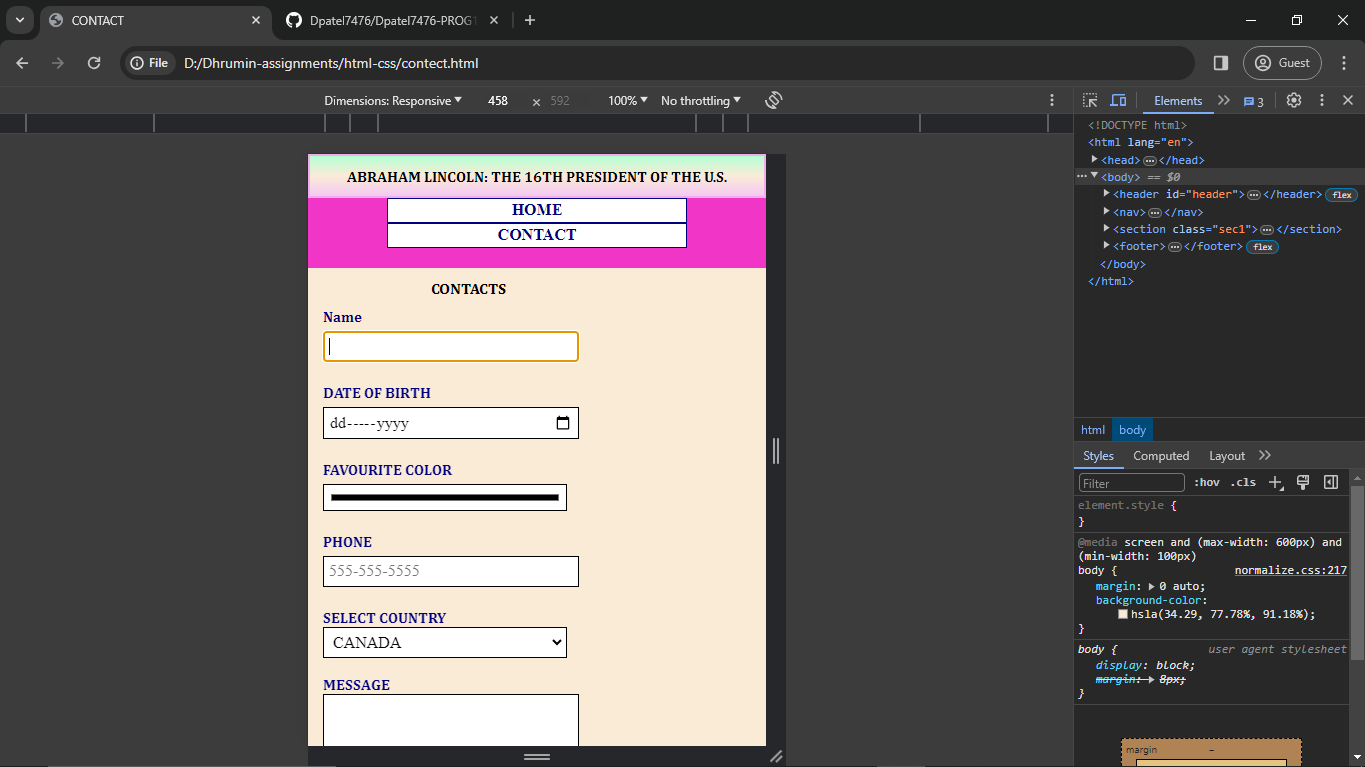 CONTACT
Dpatel7476/Dpatel7476-PROG1
File
D:/Dhrumin-assignments/html-css/contect.html
Guest
Dimensions: Responsive
458
×
592
100%
No throttling
Elements
3
ABRAHAM LINCOLN: THE 16TH PRESIDENT OF THE U.S.
HOME
CONTACT
CONTACTS
Name
DATE OF BIRTH
dd-----yyyy
FAVOURITE COLOR
PHONE
555-555-5555
SELECT COUNTRY
CANADA
MESSAGE
<!DOCTYPE html>
<html lang="en">
<head> … </head>
<body> == $0
<header id="header"> … </header> flex
<nav> … </nav>
<section class="sec1"> … </section>
<footer> … </footer> flex
</body>
</html>
html body
Styles Computed Layout
Filter
:hov .cls
element.style {
}
@media screen and (max-width: 600px) and
(min-width: 100px)
body { normalize.css:217
margin: 0 auto;
background-color:
hsla(34.29, 77.78%, 91.18%);
}
body { user agent stylesheet
display: block;
margin: 8px;
}
margin –